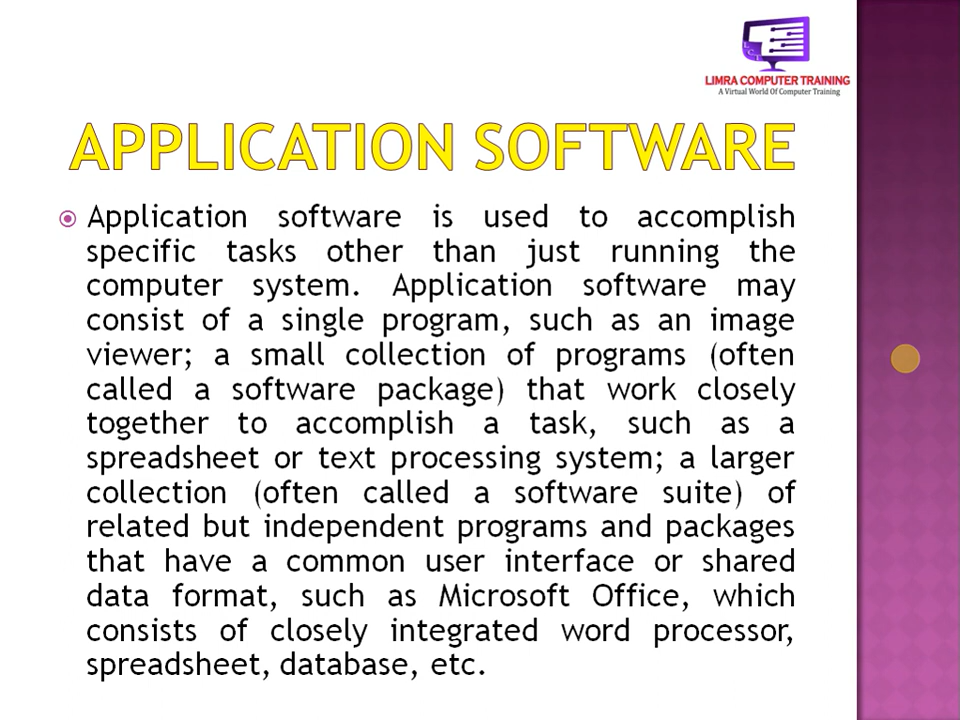 L C T
LIMRA COMPUTER TRAINING
A Virtual World Of Computer Training
APPLICATION SOFTWARE
Application software is used to accomplish
specific tasks other than just running the
computer system. Application software may
consist of a single program, such as an image
viewer; a small collection of programs (often
called a software package) that work closely
together to accomplish a task, such as a
spreadsheet or text processing system; a larger
collection (often called a software suite) of
related but independent programs and packages
that have a common user interface or shared
data format, such as Microsoft Office, which
consists of closely integrated word processor,
spreadsheet, database, etc.